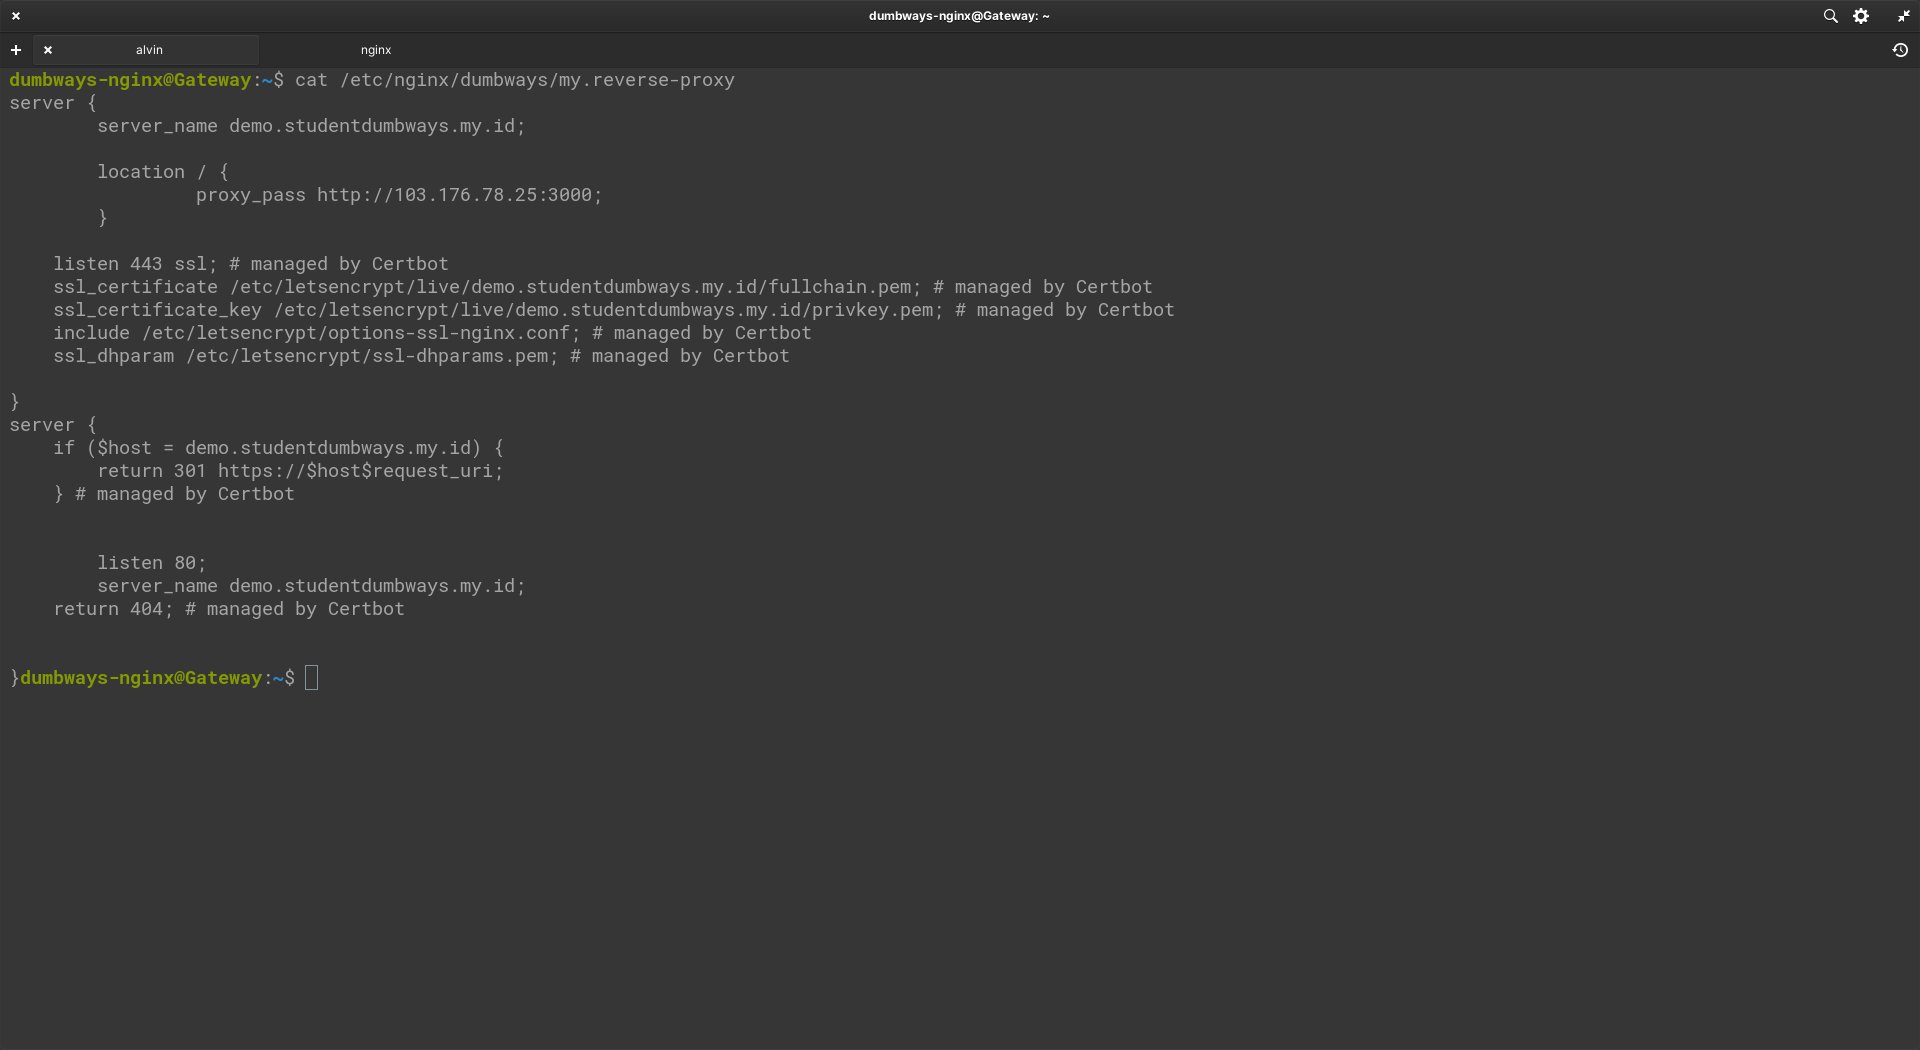 dumbways-nginx@Gateway: ~
alvin
nginx
dumbways-nginx@Gateway:~$ cat /etc/nginx/dumbways/my.reverse-proxy
server {
        server_name demo.studentdumbways.my.id;
        location / {
                 proxy_pass http://103.176.78.25:3000;
        }
    listen 443 ssl; # managed by Certbot
    ssl_certificate /etc/letsencrypt/live/demo.studentdumbways.my.id/fullchain.pem; # managed by Certbot
    ssl_certificate_key /etc/letsencrypt/live/demo.studentdumbways.my.id/privkey.pem; # managed by Certbot
    include /etc/letsencrypt/options-ssl-nginx.conf; # managed by Certbot
    ssl_dhparam /etc/letsencrypt/ssl-dhparams.pem; # managed by Certbot
}
server {
    if ($host = demo.studentdumbways.my.id) {
        return 301 https://$host$request_uri;
    } # managed by Certbot
        listen 80;
        server_name demo.studentdumbways.my.id;
    return 404; # managed by Certbot
}dumbways-nginx@Gateway:~$